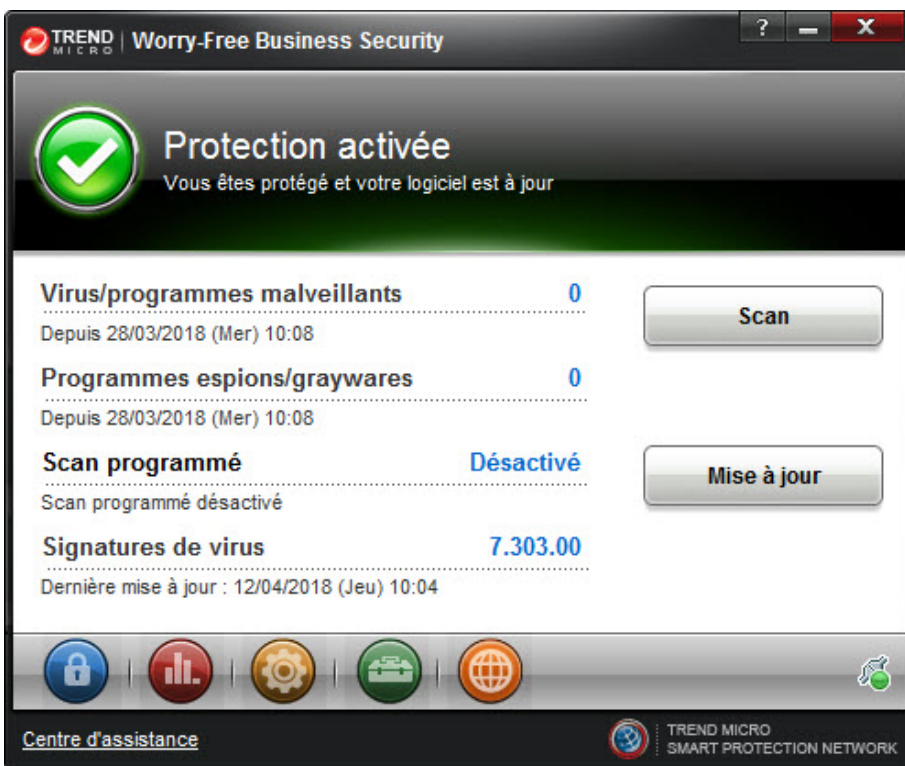 TREND MICRO | Worry-Free Business Security
?
Protection activée
Vous êtes protégé et votre logiciel est à jour
Virus/programmes malveillants 0
Depuis 28/03/2018 (Mer) 10:08
Scan
Programmes espions/graywares 0
Depuis 28/03/2018 (Mer) 10:08
Scan programmé Désactivé
Scan programmé désactivé
Mise à jour
Signatures de virus 7.303.00
Dernière mise à jour : 12/04/2018 (Jeu) 10:04
Centre d'assistance
TREND MICRO
SMART PROTECTION NETWORK